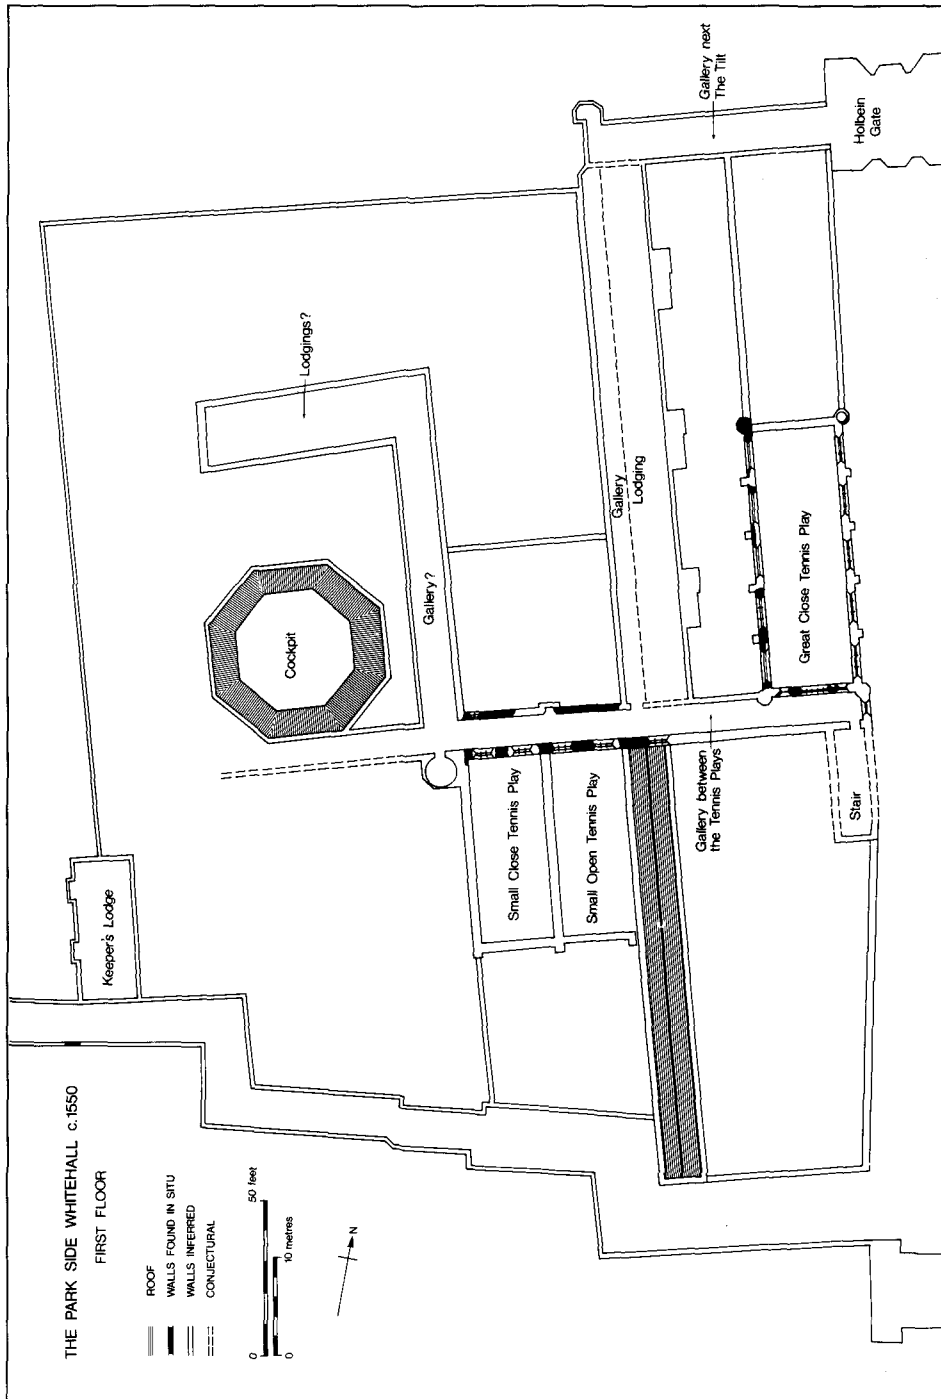 THE PARK SIDE WHITEHALL c.1550
FIRST FLOOR
ROOF
WALLS FOUND IN SITU
WALLS INFERRED
CONJECTURAL
0
50 feet
0
10 metres
N
Keeper's Lodge
Cockpit
Lodgings?
Gallery?
Small Close Tennis Play
Small Open Tennis Play
Gallery
Lodging
Gallery between
the Tennis Plays
Great Close Tennis Play
Stair
Gallery next
The Tilt
Holbein
Gate